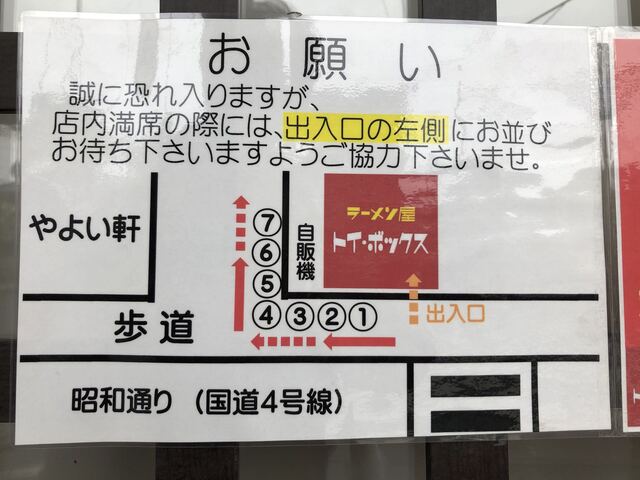 お願い
誠に恐れ入りますが、
店内満席の際には、出入口の左側にお並び
お待ち下さいますようご協力下さいませ。
やよい軒
⑦
⑥
⑤
④③②①
自販機
ラーメン屋
トイ・ボックス
出入口
歩道
昭和通り（国道4号線）